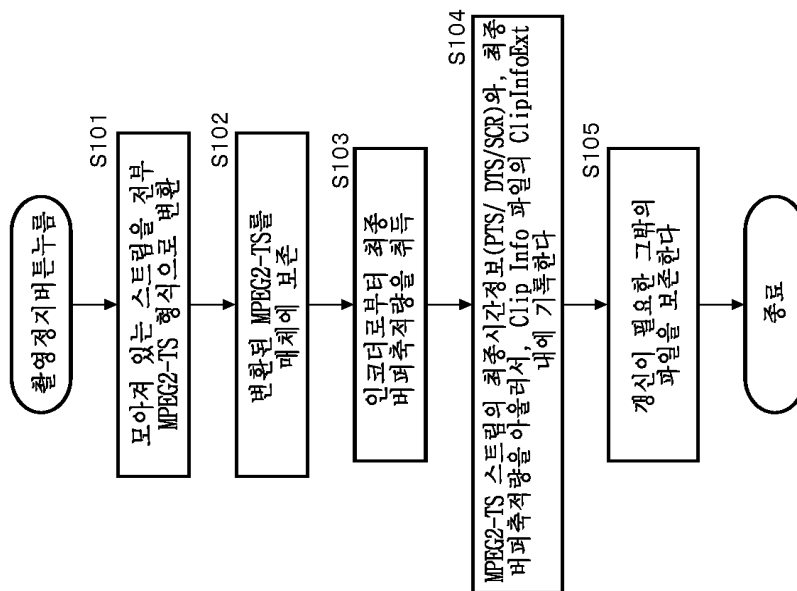 촬영정지버튼누름
S101
모아져 있는 스트림을 전부
MPEG2-TS 형식으로 변환
S102
변환된 MPEG2-TS를
매체에 보존
S103
인코더로부터 최종
버퍼축적량을 취득
S104
MPEG2-TS 스트림의 최종시간정보(PTS/ DTS/SCR)와, 최종
버퍼축적량을 아울러서, Clip Info 파일의 ClipInfoExt
내에 기록한다
S105
갱신이 필요한 그밖의
파일을 보존한다
종료